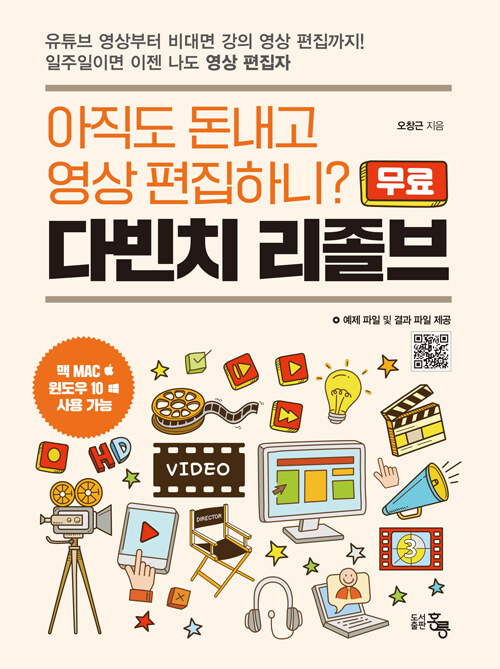 유튜브 영상부터 비대면 강의 영상 편집까지!
일주일이면 이젠 나도 영상 편집자
아직도 돈내고
오창근 지음
영상 편집하니?
무료
다빈치 리졸브
예제 파일 및 결과 파일 제공
맥 MAC
윈도우 10
사용 가능
HD
VIDEO
DIRECTOR
3
도서
출판
홍릉